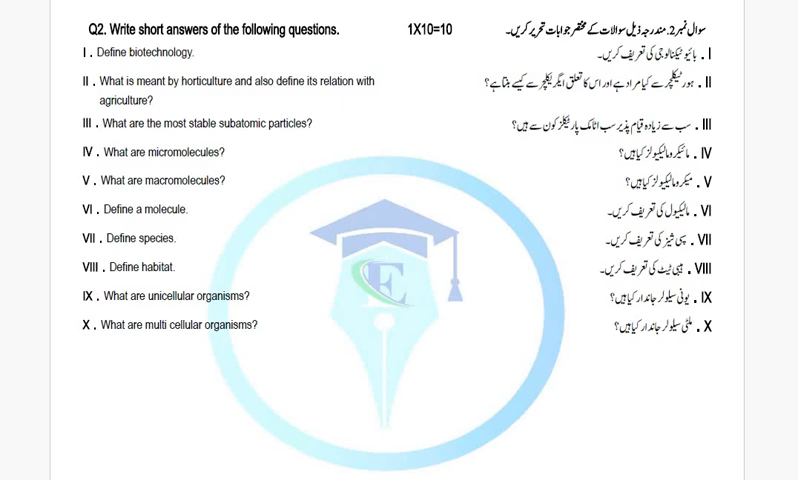 Q2. Write short answers of the following questions. 1X10=10 سوال نمبر2. مندرجہ ذیل سوالات کے مختصر جوابات تحریر کریں۔
I . Define biotechnology. I . بائیو ٹیکنالوجی کی تعریف کریں۔
II . What is meant by horticulture and also define its relation with II . ہور ٹیکلچر سے کیا مراد ہے اور اس کا تعلق ایگریکلچر سے کیسے بنتا ہے؟
agriculture?
III . What are the most stable subatomic particles? III . سب سے زیادہ قیام پذیر سب اٹامک پارٹیکلز کون سے ہیں؟
IV . What are micromolecules? IV . مائیکرو مالیکیولز کیا ہیں؟
V . What are macromolecules? V . میکرو مالیکیولز کیا ہیں؟
VI . Define a molecule. VI . مالیکیول کی تعریف کریں۔
VII . Define species. VII . سپی شیز کی تعریف کریں۔
VIII . Define habitat. VIII . ہیبی ٹیٹ کی تعریف کریں۔
IX . What are unicellular organisms? IX . یونی سیلولر جاندار کیا ہیں؟
X . What are multi cellular organisms? X . ملٹی سیلولر جاندار کیا ہیں؟
E